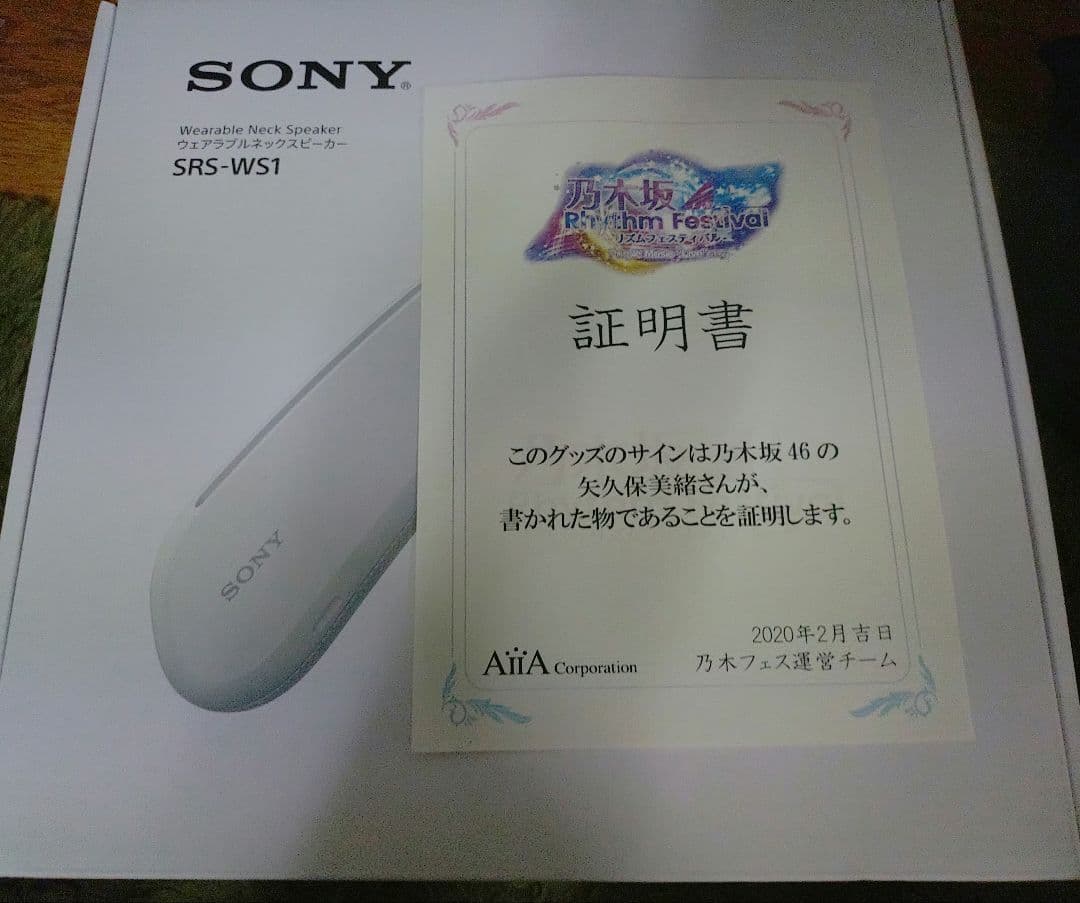 SONY®
Wearable Neck Speaker
ウェアラブルネックスピーカー
SRS-WS1
SONY
乃木坂
Rhythm Festival
リズムフェスティバル
証明書
このグッズのサインは乃木坂46の
矢久保美緒さんが、
書かれた物であることを証明します。
2020年2月吉日
AiiA Corporation
乃木フェス運営チーム